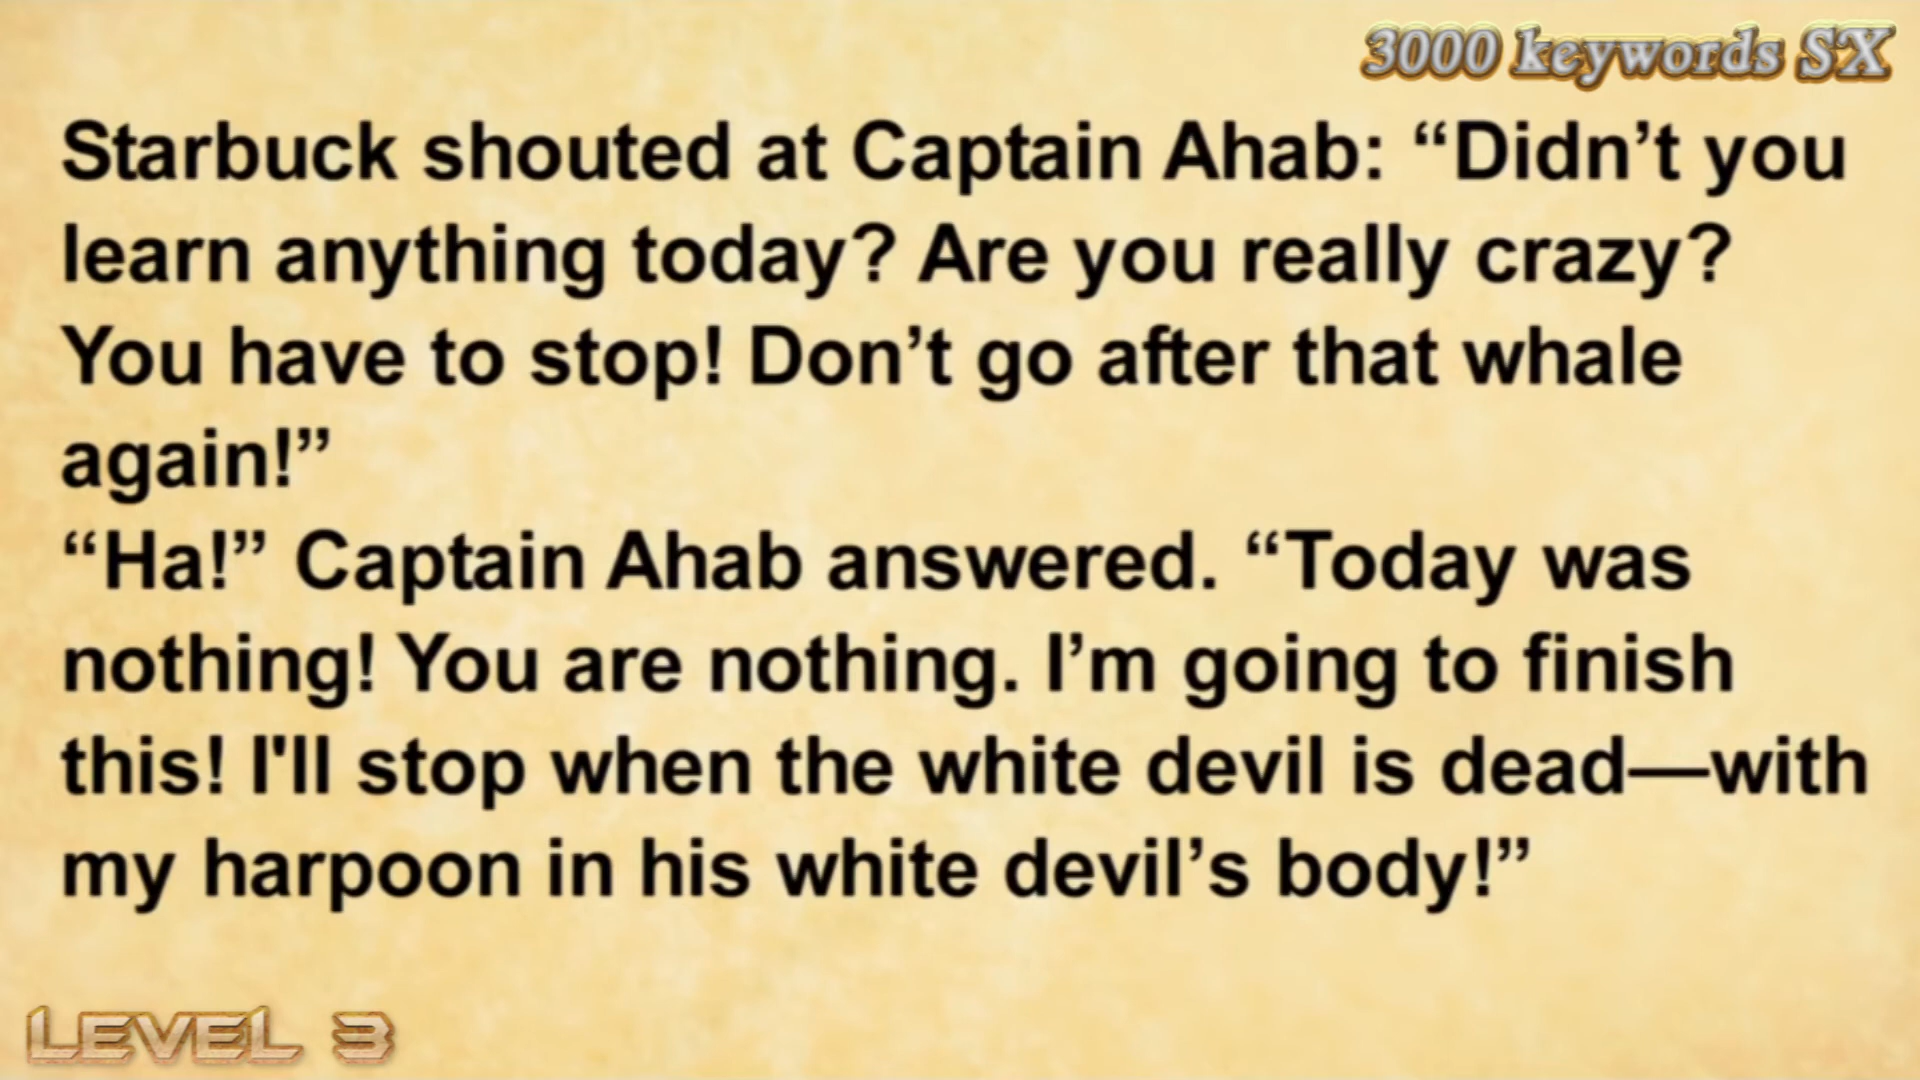 3000 keywords SX
Starbuck shouted at Captain Ahab: “Didn’t you
learn anything today? Are you really crazy?
You have to stop! Don’t go after that whale
again!”
“Ha!” Captain Ahab answered. “Today was
nothing! You are nothing. I’m going to finish
this! I'll stop when the white devil is dead—with
my harpoon in his white devil’s body!”
LEVEL 3